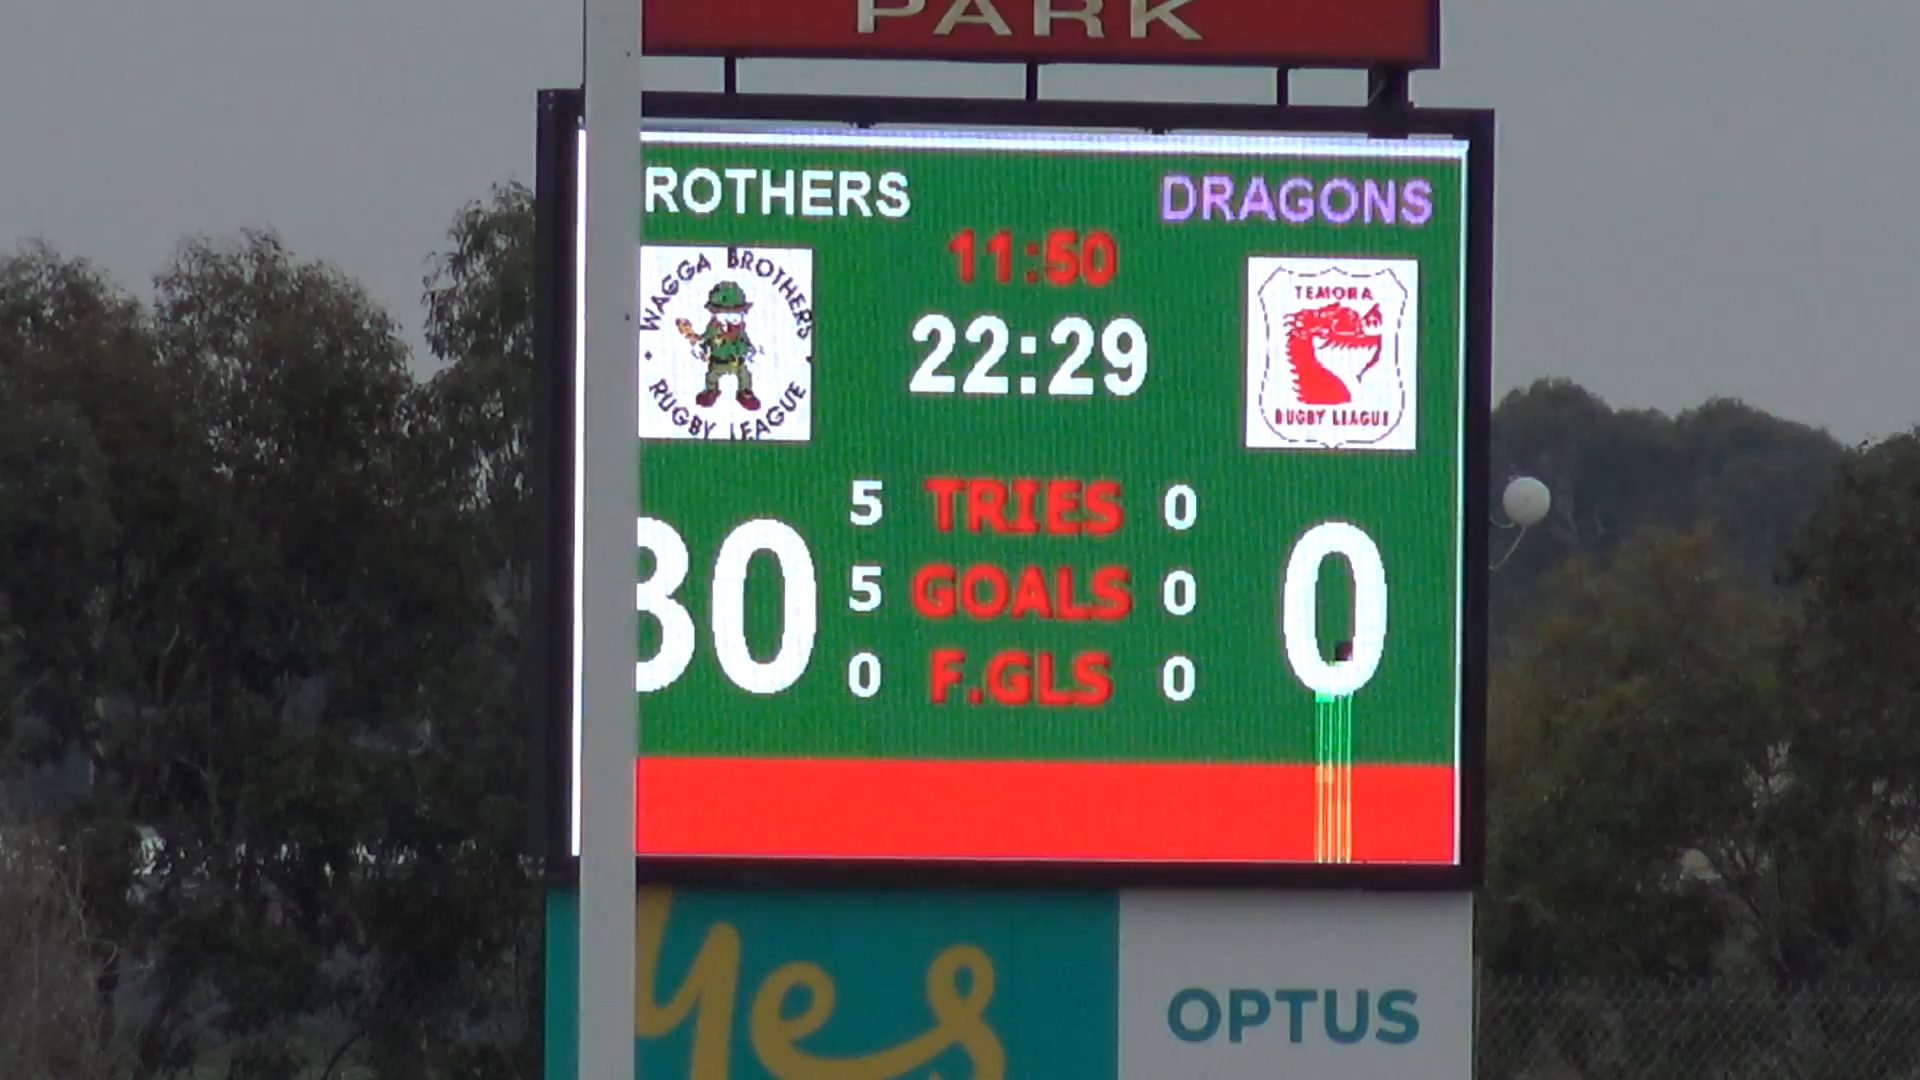 PARK
ROTHERS
DRAGONS
11:50
22:29
WAGGA BROTHERS
RUGBY LEAGUE
TEMORA
RUGBY LEAGUE
5 TRIES 0
5 GOALS 0
0 F.GLS 0
30
0
yes
OPTUS